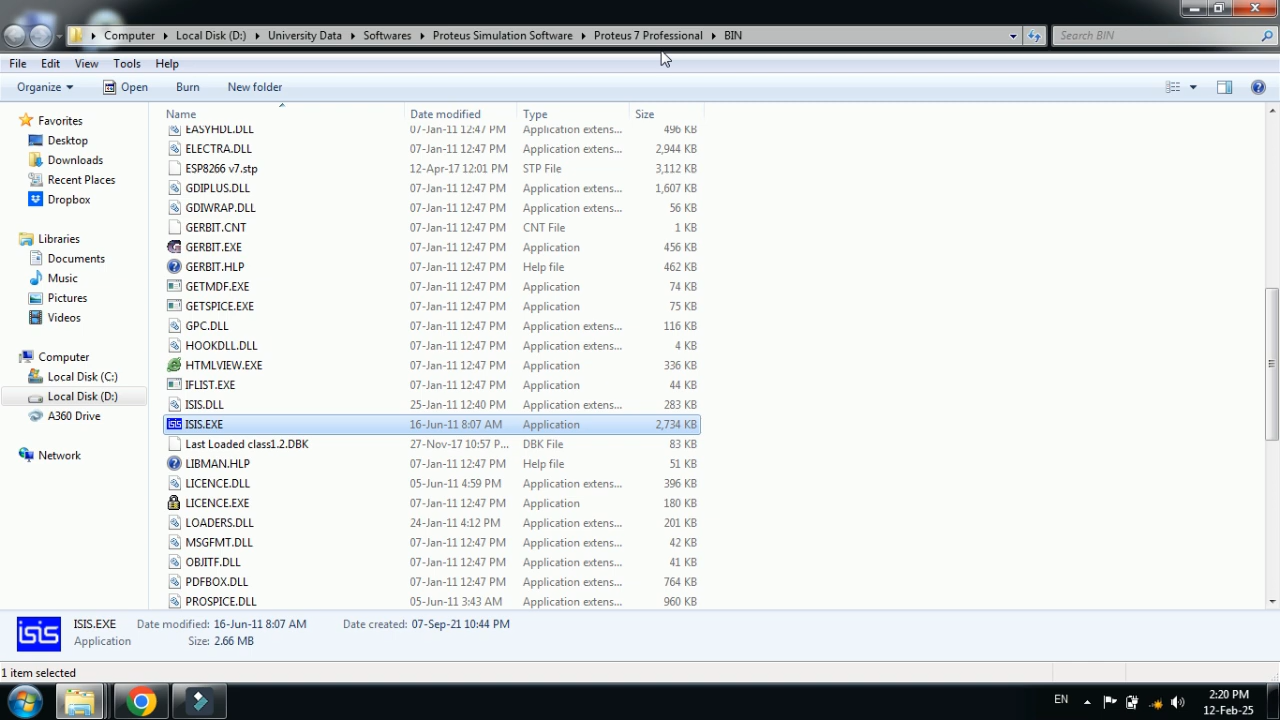 Computer Local Disk (D:) University Data Softwares Proteus Simulation Software Proteus 7 Professional BIN Search BIN
File Edit View Tools Help
Organize Open Burn New folder
Favorites
Desktop
Downloads
Recent Places
Dropbox
Libraries
Documents
Music
Pictures
Videos
Computer
Local Disk (C:)
Local Disk (D:)
A360 Drive
Network
Name Date modified Type Size
EASYHDL.DLL 07-Jan-11 12:47 PM Application extens... 496 KB
ELECTRA.DLL 07-Jan-11 12:47 PM Application extens... 2,944 KB
ESP8266 v7.stp 12-Apr-17 12:01 PM STP File 3,112 KB
GDIPLUS.DLL 07-Jan-11 12:47 PM Application extens... 1,607 KB
GDIWRAP.DLL 07-Jan-11 12:47 PM Application extens... 56 KB
GERBIT.CNT 07-Jan-11 12:47 PM CNT File 1 KB
GERBIT.EXE 07-Jan-11 12:47 PM Application 456 KB
GERBIT.HLP 07-Jan-11 12:47 PM Help file 462 KB
GETMDF.EXE 07-Jan-11 12:47 PM Application 74 KB
GETSPICE.EXE 07-Jan-11 12:47 PM Application 75 KB
GPC.DLL 07-Jan-11 12:47 PM Application extens... 116 KB
HOOKDLL.DLL 07-Jan-11 12:47 PM Application extens... 4 KB
HTMLVIEW.EXE 07-Jan-11 12:47 PM Application 336 KB
IFLIST.EXE 07-Jan-11 12:47 PM Application 44 KB
ISIS.DLL 25-Jan-11 12:40 PM Application extens... 283 KB
isis ISIS.EXE 16-Jun-11 8:07 AM Application 2,734 KB
Last Loaded class1.2.DBK 27-Nov-17 10:57 P... DBK File 83 KB
LIBMAN.HLP 07-Jan-11 12:47 PM Help file 51 KB
LICENCE.DLL 05-Jun-11 4:59 PM Application extens... 396 KB
LICENCE.EXE 07-Jan-11 12:47 PM Application 180 KB
LOADERS.DLL 24-Jan-11 4:12 PM Application extens... 201 KB
MSGFMT.DLL 07-Jan-11 12:47 PM Application extens... 42 KB
OBJITF.DLL 07-Jan-11 12:47 PM Application extens... 41 KB
PDFBOX.DLL 07-Jan-11 12:47 PM Application extens... 764 KB
PROSPICE.DLL 05-Jun-11 3:43 AM Application extens... 960 KB
isis
ISIS.EXE Date modified: 16-Jun-11 8:07 AM Date created: 07-Sep-21 10:44 PM
Application Size: 2.66 MB
1 item selected
EN
2:20 PM
12-Feb-25